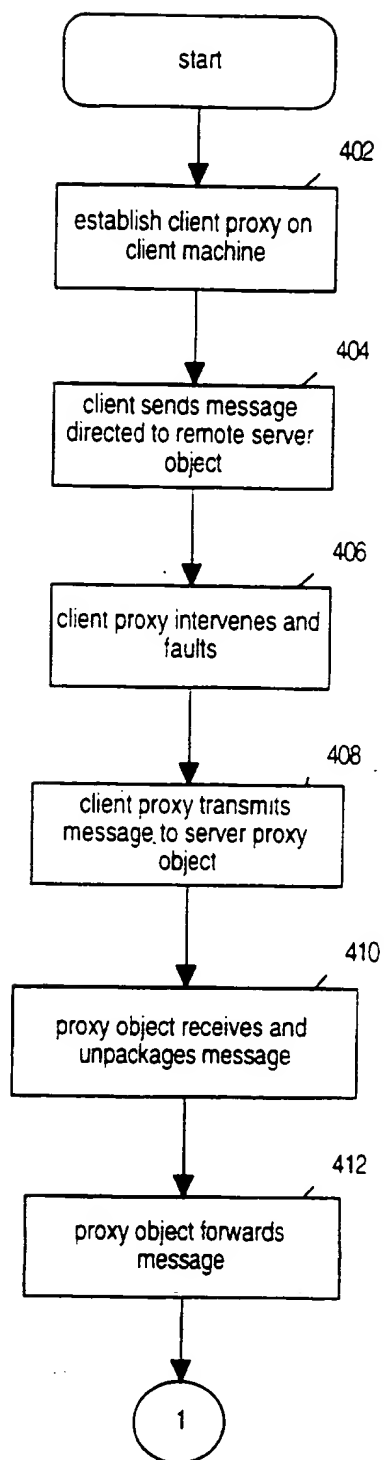 start
402
establish client proxy on
client machine
404
client sends message
directed to remote server
object
406
client proxy intervenes and
faults
408
client proxy transmits
message to server proxy
object
410
proxy object receives and
unpackages message
412
proxy object forwards
message
1